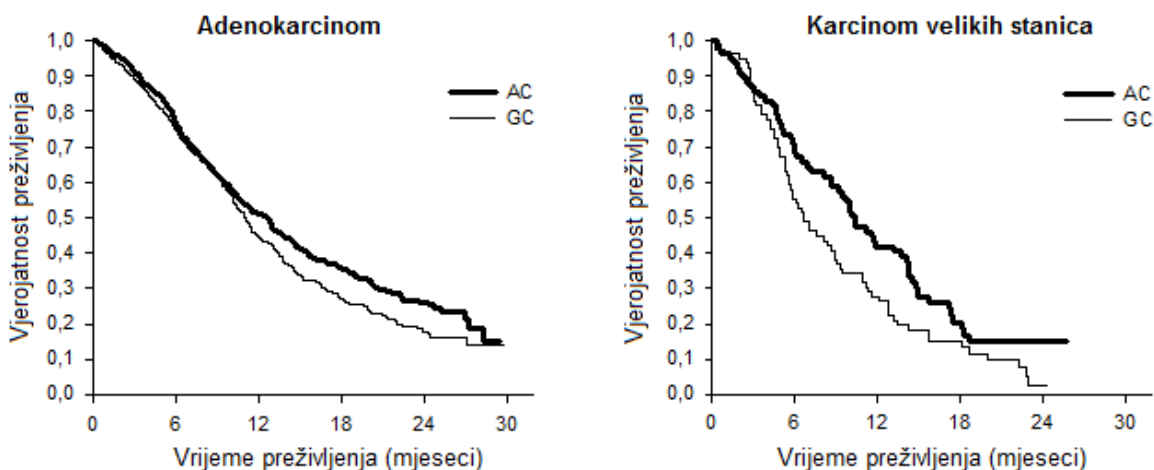 Adenokarcinom
Vjerojatnost preživljenja
1,0
0,9
0,8
0,7
0,6
0,5
0,4
0,3
0,2
0,1
0,0
AC
GC
0 6 12 18 24 30
Vrijeme preživljenja (mjeseci)
Karcinom velikih stanica
Vjerojatnost preživljenja
1,0
0,9
0,8
0,7
0,6
0,5
0,4
0,3
0,2
0,1
0,0
AC
GC
0 6 12 18 24 30
Vrijeme preživljenja (mjeseci)